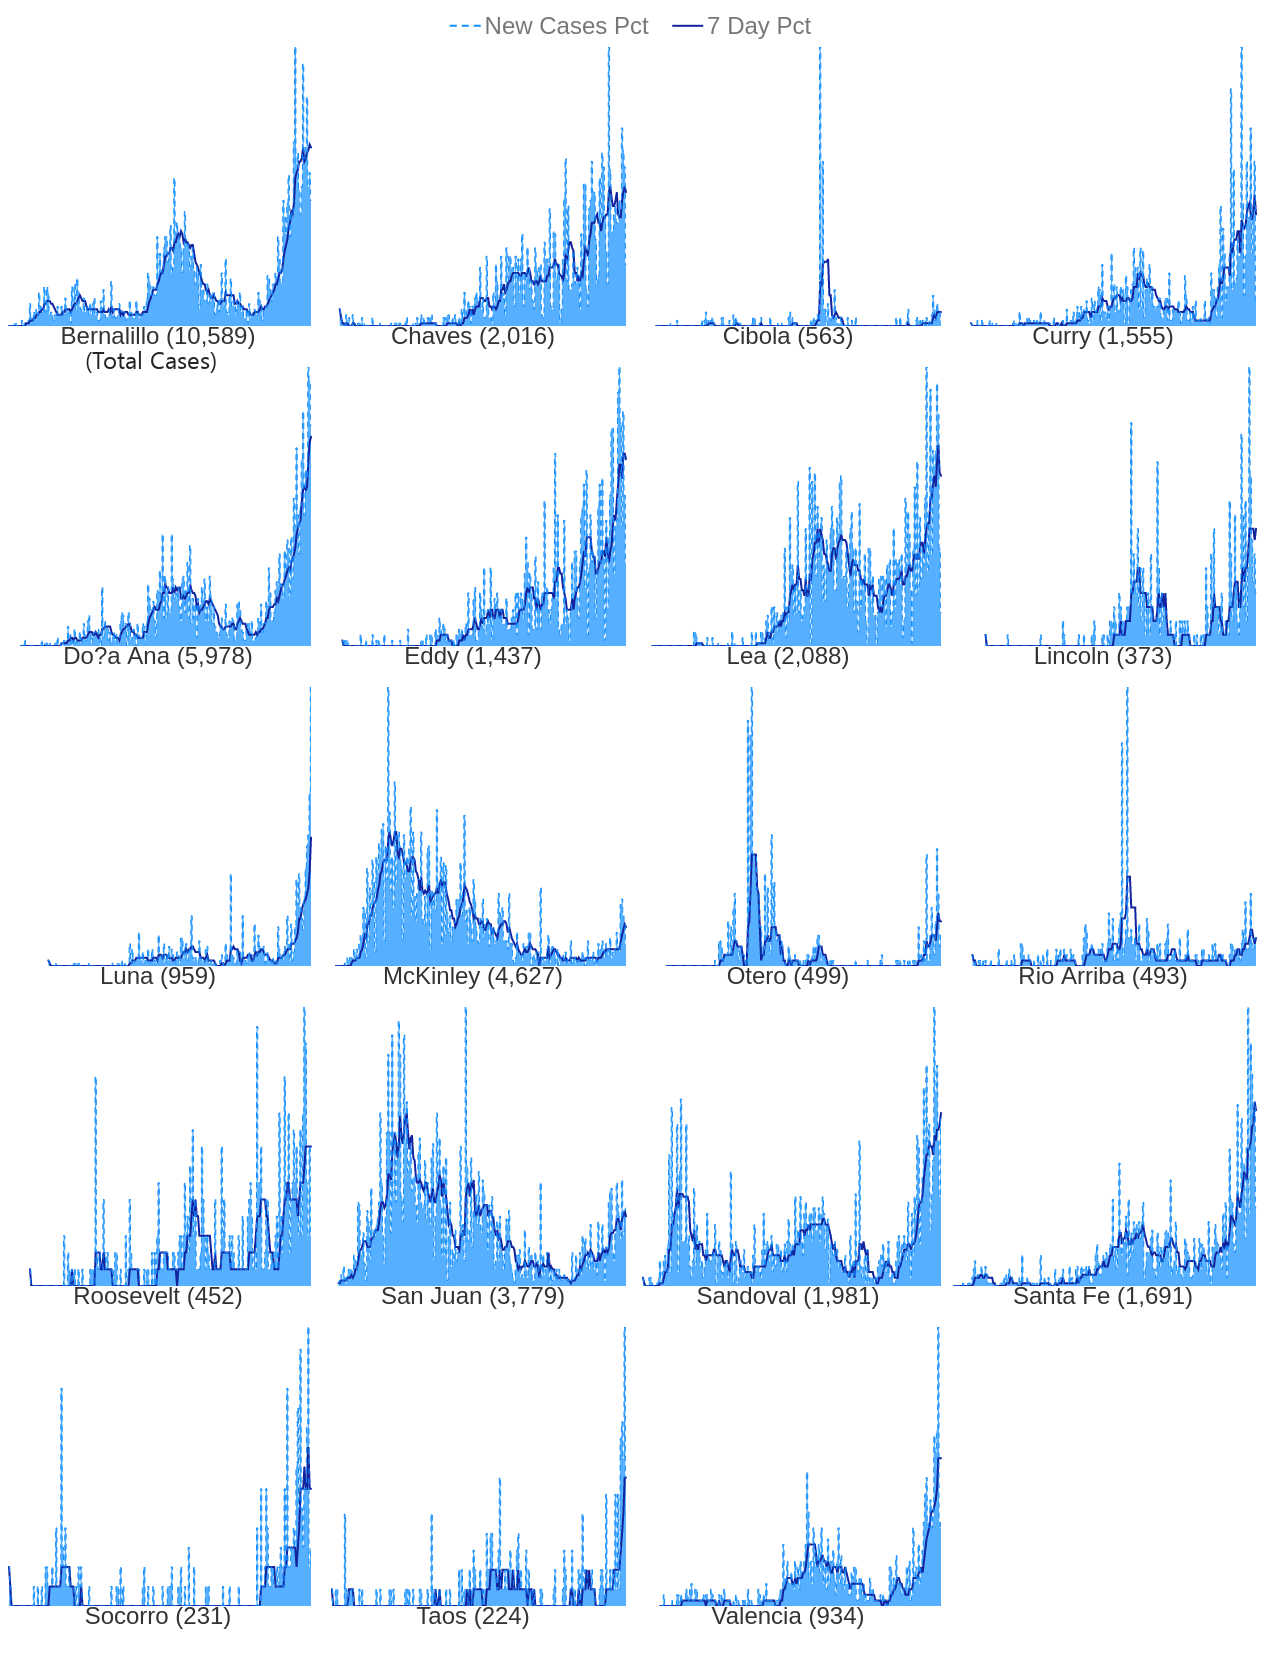 New Cases Pct 7 Day Pct
Bernalillo (10,589) Chaves (2,016) Cibola (563) Curry (1,555)
(Total Cases)
Do?a Ana (5,978) Eddy (1,437) Lea (2,088) Lincoln (373)
Luna (959) McKinley (4,627) Otero (499) Rio Arriba (493)
Roosevelt (452) San Juan (3,779) Sandoval (1,981) Santa Fe (1,691)
Socorro (231) Taos (224) Valencia (934)